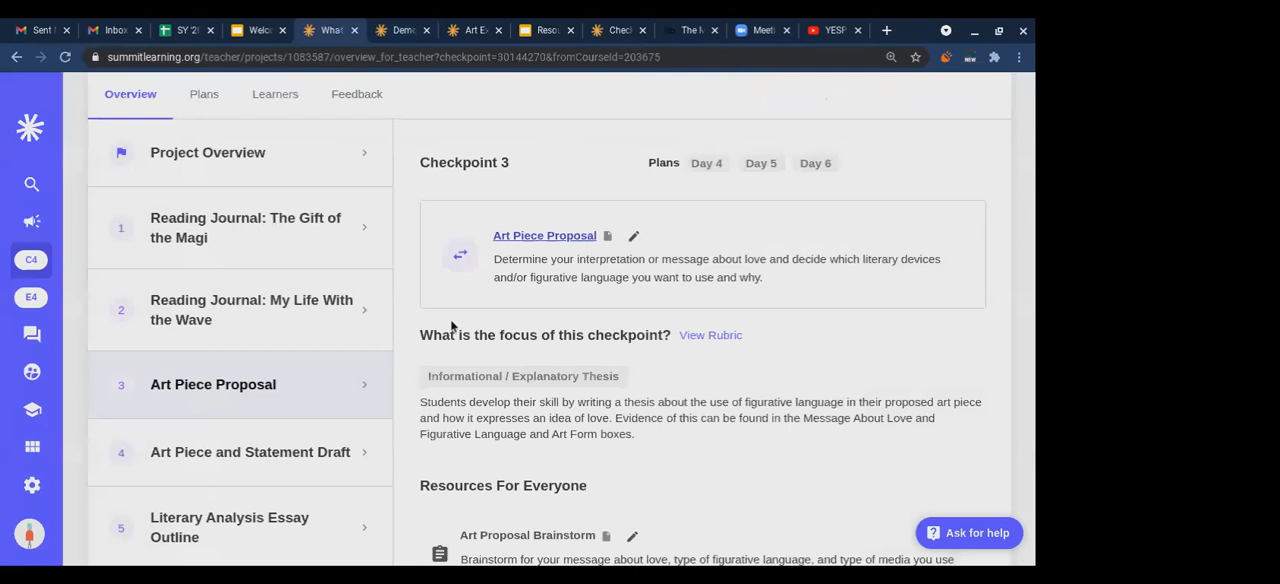 Sent
Inbox
SY '2
Welc
What
Dem
Art E
Reso
Chec
The M
Meeti
YESP
summitlearning.org/teacher/projects/1083587/overview_for_teacher?checkpoint=30144270&fromCourseId=203675
NEW
Overview
Plans
Learners
Feedback
C4
E4
Project Overview
1
Reading Journal: The Gift of
the Magi
2
Reading Journal: My Life With
the Wave
3
Art Piece Proposal
4
Art Piece and Statement Draft
5
Literary Analysis Essay
Outline
Checkpoint 3
Plans Day 4 Day 5 Day 6
Art Piece Proposal
Determine your interpretation or message about love and decide which literary devices
and/or figurative language you want to use and why.
What is the focus of this checkpoint? View Rubric
Informational / Explanatory Thesis
Students develop their skill by writing a thesis about the use of figurative language in their proposed art piece
and how it expresses an idea of love. Evidence of this can be found in the Message About Love and
Figurative Language and Art Form boxes.
Resources For Everyone
Art Proposal Brainstorm
Brainstorm for your message about love, type of figurative language, and type of media you use
Ask for help